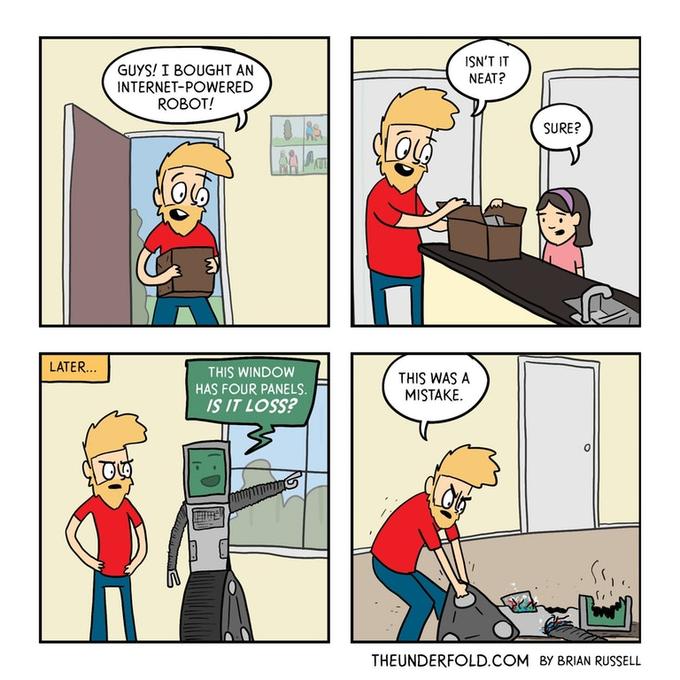 GUYS! I BOUGHT AN
INTERNET-POWERED
ROBOT!
ISN'T IT
NEAT?
SURE?
LATER...
THIS WINDOW
HAS FOUR PANELS.
IS IT LOSS?
THIS WAS A
MISTAKE.
THEUNDERFOLD.COM BY BRIAN RUSSELL